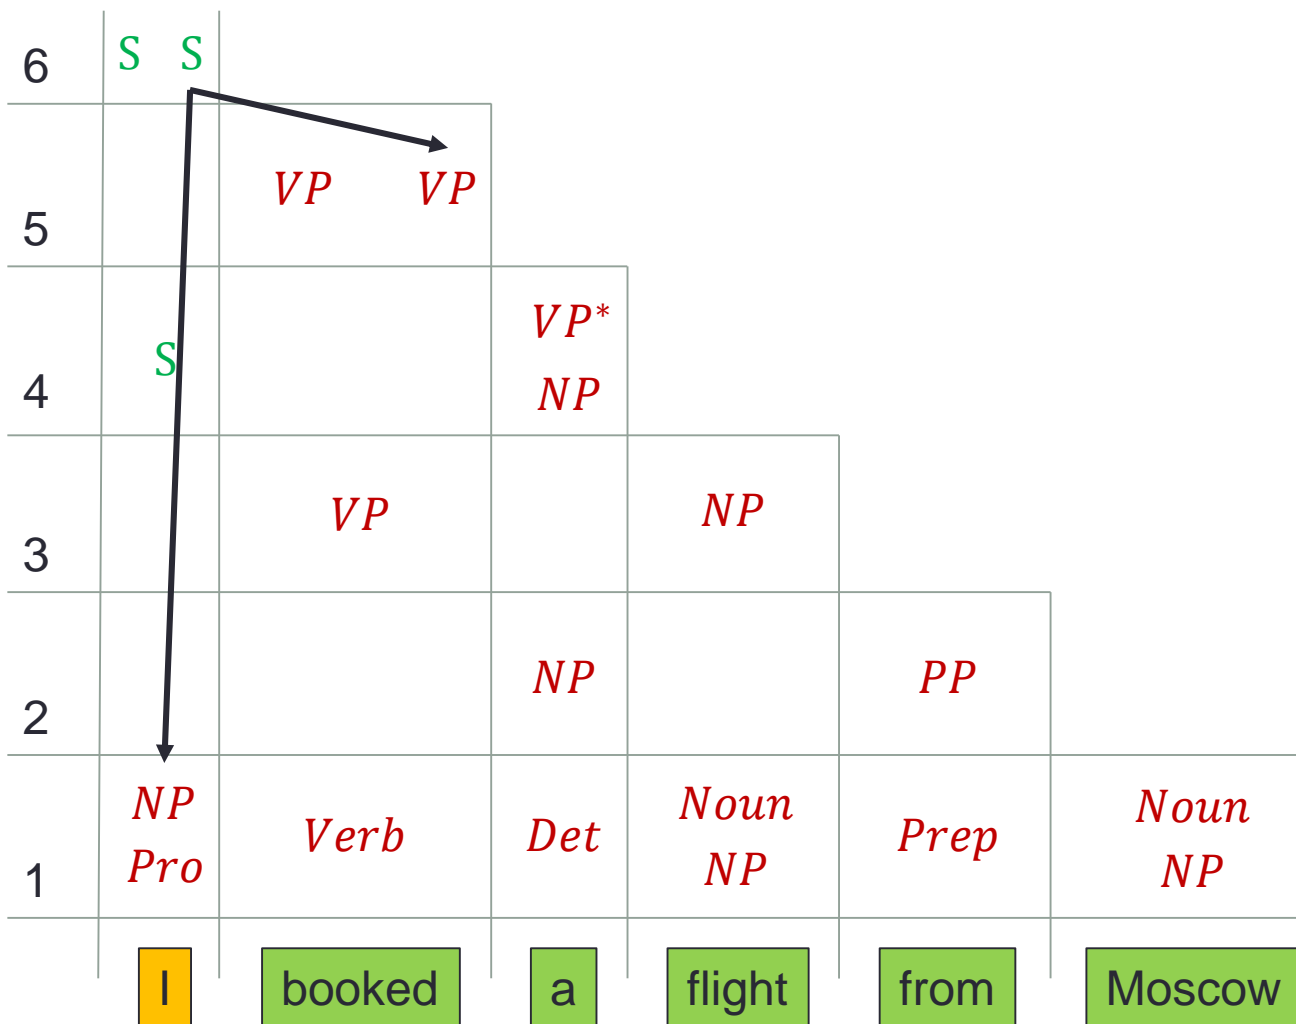 6 S S
5 VP VP
VP*
4 S NP
3 VP NP
2 NP PP
NP Noun Noun
Verb Det Prep
1 Pro NP NP
I booked a flight from Moscow